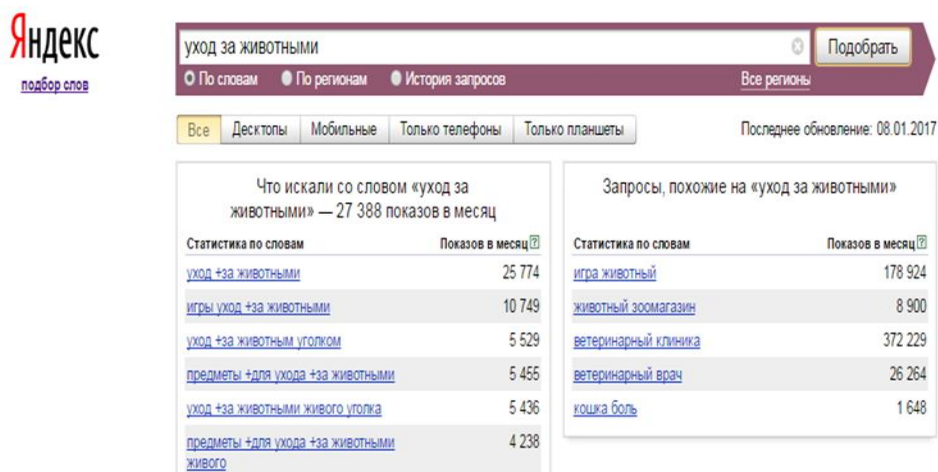 Яндекс
подбор слов
уход за животными
Подобрать
По словам По регионам История запросов Все регионы
Все Десктопы Мобильные Только телефоны Только планшеты Последнее обновление: 08.01.2017
Что искали со словом «уход за
животными» — 27 388 показов в месяц
Статистика по словам Показов в месяц ?
уход +за животными 25 774
игры уход +за животными 10 749
уход +за животным уголком 5 529
предметы +для ухода +за животными 5 455
уход +за животными живого уголка 5 436
предметы +для ухода +за животными 4 238
живого
Запросы, похожие на «уход за животными»
Статистика по словам Показов в месяц ?
игра животный 178 924
животный зоомагазин 8 900
ветеринарный клиника 372 229
ветеринарный врач 26 264
кошка боль 1 648